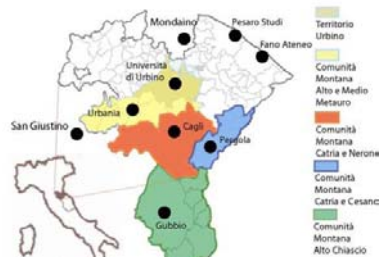 Mondaino
Pesaro Studi
Fano Ateneo
Università
di Urbino
Urbania
San Giustino
Cagli
Pergola
Gubbio
Territorio
Urbino
Comunità
Montana
Alto e Medio
Metauro
Comunità
Montana
Catria e Nerone
Comunità
Montana
Catria e Cesano
Comunità
Montana
Alto Chiascio